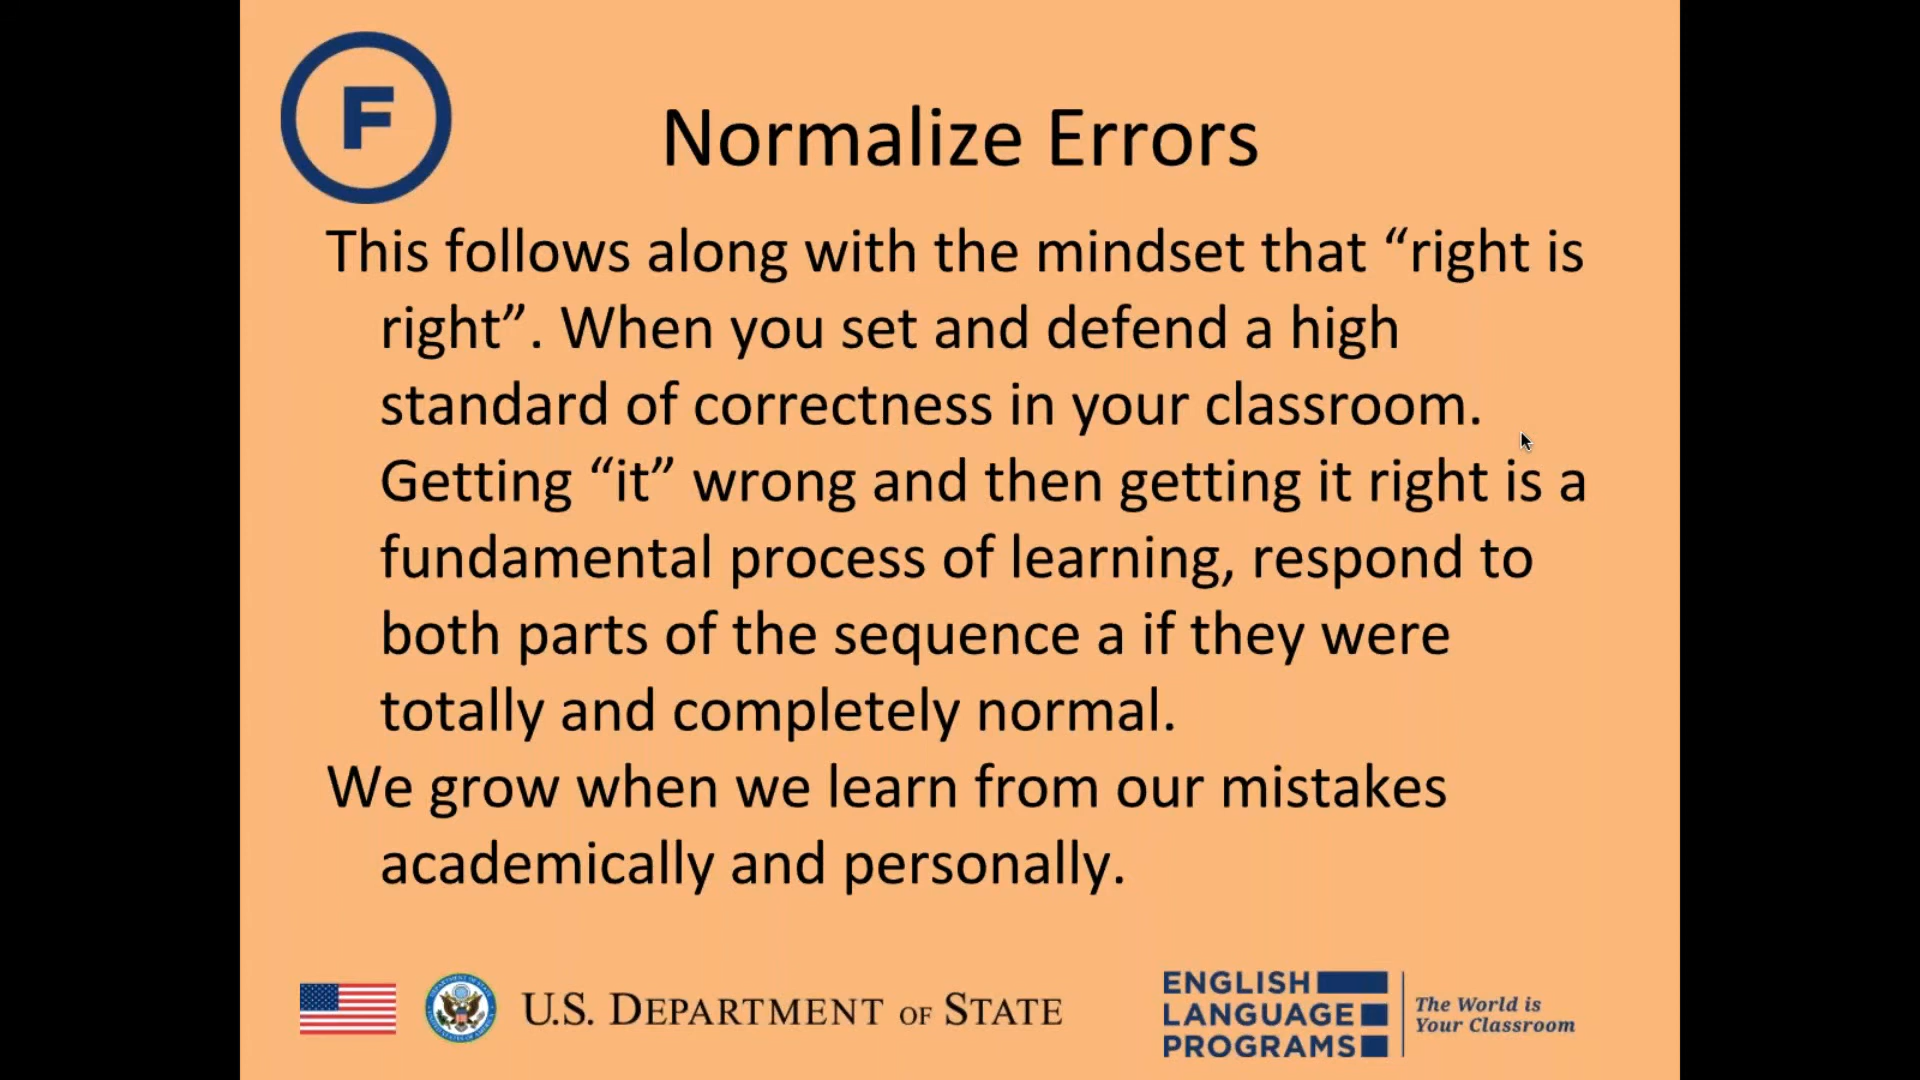 F
Normalize Errors
This follows along with the mindset that “right is
right”. When you set and defend a high
standard of correctness in your classroom.
Getting “it” wrong and then getting it right is a
fundamental process of learning, respond to
both parts of the sequence a if they were
totally and completely normal.
We grow when we learn from our mistakes
academically and personally.
U.S. DEPARTMENT OF STATE
ENGLISH
LANGUAGE
PROGRAMS
The World is
Your Classroom